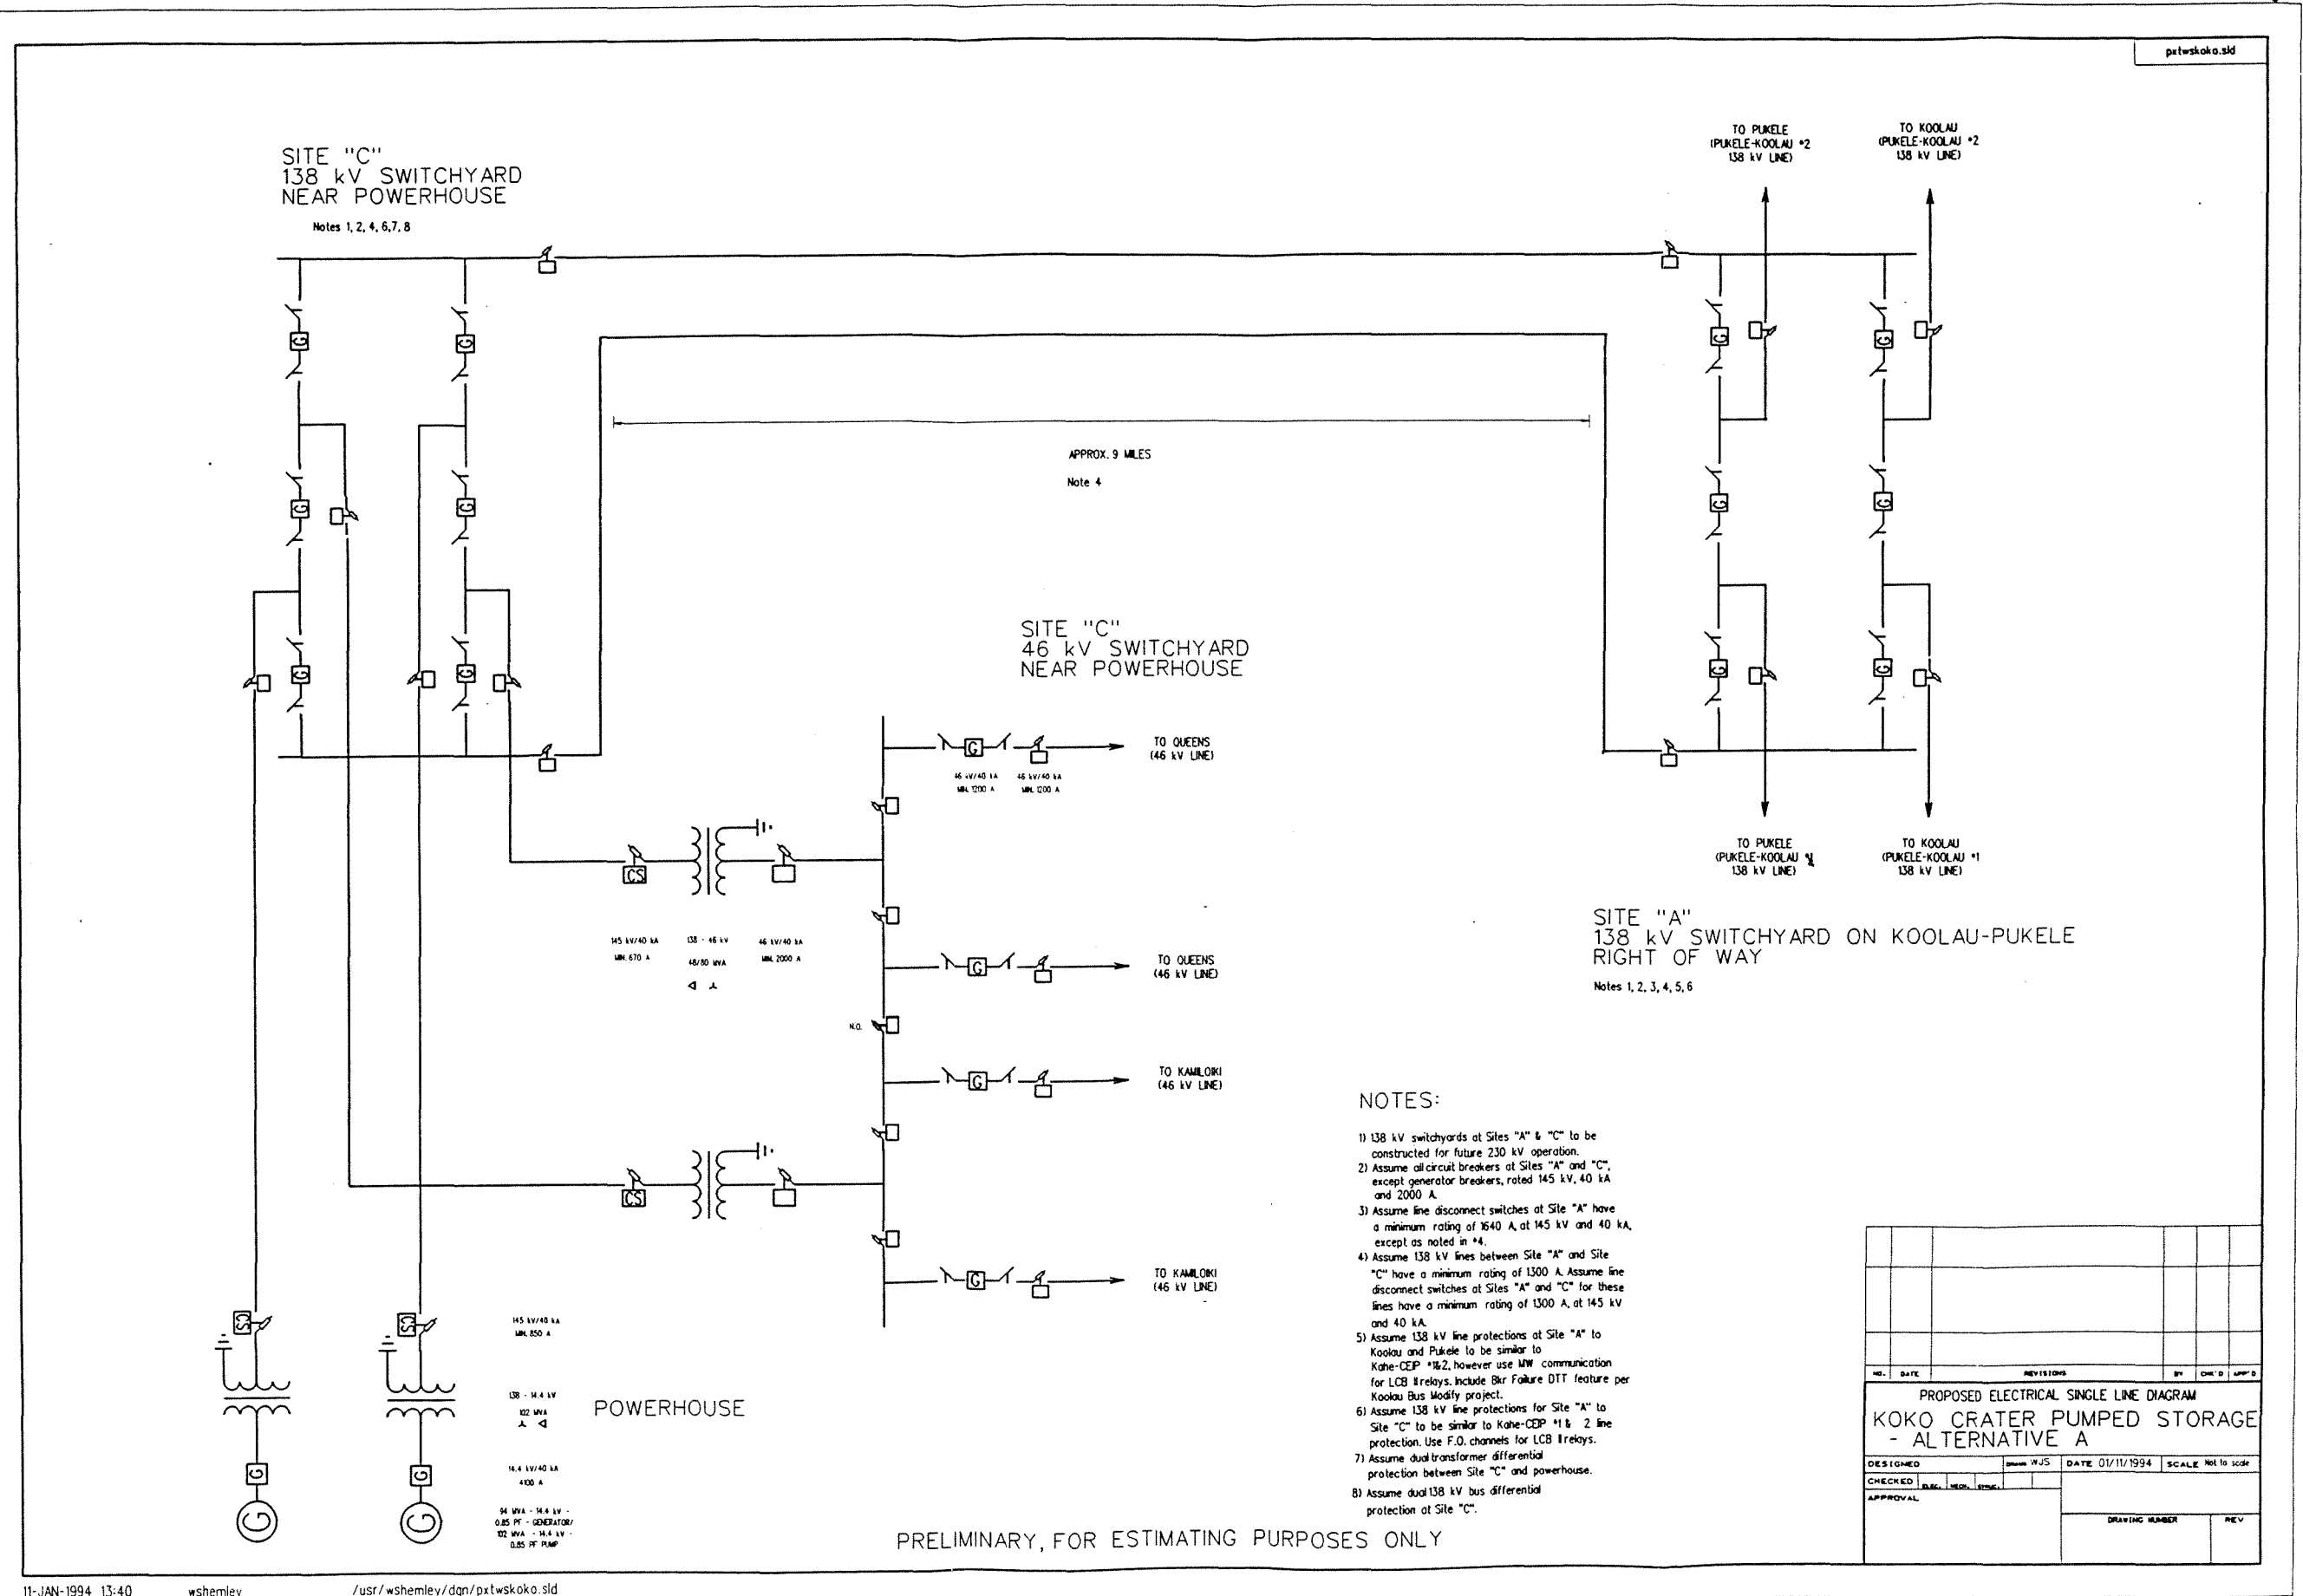 pxtwskoko.sld
SITE "C"
138 kV SWITCHYARD
NEAR POWERHOUSE
Notes 1, 2, 4, 6,7, 8
TO PUKELE
(PUKELE-KOOLAU #2
138 kV LINE)
TO KOOLAU
(PUKELE-KOOLAU #2
138 kV LINE)
G
G
G
G
G
G
G
G
G
G
G
G
APPROX. 9 MILES
Note 4
SITE "C"
46 kV SWITCHYARD
NEAR POWERHOUSE
G
TO QUEENS
(46 kV LINE)
46 kV/40 kA
MIN. 1200 A
46 kV/40 kA
MIN. 1200 A
CS
145 kV/40 kA
MIN. 670 A
138 - 46 kV
48/80 MVA
46 kV/40 kA
MIN. 2000 A
G
TO QUEENS
(46 kV LINE)
N.O.
G
TO KAMILOIKI
(46 kV LINE)
CS
G
TO KAMILOIKI
(46 kV LINE)
TO PUKELE
(PUKELE-KOOLAU
138 kV LINE)
TO KOOLAU
(PUKELE-KOOLAU #1
138 kV LINE)
SITE "A"
138 kV SWITCHYARD ON KOOLAU-PUKELE
RIGHT OF WAY
Notes 1, 2, 3, 4, 5, 6
CS
CS
145 kV/40 kA
MIN. 850 A
138 - 14.4 kV
102 MVA
POWERHOUSE
G
G
14.4 kV/40 kA
4100 A
G
G
94 MVA - 14.4 kV -
0.85 PF - GENERATOR/
102 MVA - 14.4 kV -
0.85 PF PUMP
NOTES:
1) 138 kV switchyards at Sites "A" & "C" to be
constructed for future 230 kV operation.
2) Assume all circuit breakers at Sites "A" and "C",
except generator breakers, rated 145 kV, 40 kA
and 2000 A.
3) Assume line disconnect switches at Site "A" have
a minimum rating of 1640 A, at 145 kV and 40 kA,
except as noted in #4.
4) Assume 138 kV lines between Site "A" and Site
"C" have a minimum rating of 1300 A. Assume line
disconnect switches at Sites "A" and "C" for these
lines have a minimum rating of 1300 A, at 145 kV
and 40 kA.
5) Assume 138 kV line protections at Site "A" to
Koolau and Pukele to be similar to
Kahe-CEIP #1&2, however use MW communication
for LCB II relays. Include Bkr Failure DTT feature per
Koolau Bus Modify project.
6) Assume 138 kV line protections for Site "A" to
Site "C" to be similar to Kahe-CEIP #1 & 2 line
protection. Use F.O. channels for LCB II relays.
7) Assume dual transformer differential
protection between Site "C" and powerhouse.
8) Assume dual 138 kV bus differential
protection at Site "C".
PRELIMINARY, FOR ESTIMATING PURPOSES ONLY
NO. DATE REVISIONS BY CHK'D APP'D
PROPOSED ELECTRICAL SINGLE LINE DIAGRAM
KOKO CRATER PUMPED STORAGE
- ALTERNATIVE A
DESIGNED DRAWN WJS DATE 01/11/1994 SCALE Not to scale
CHECKED ELEC. MECH. STRUC.
APPROVAL
DRAWING NUMBER REV
11-JAN-1994 13:40 wshemley /usr/wshemley/dgn/pxtwskoko.sld